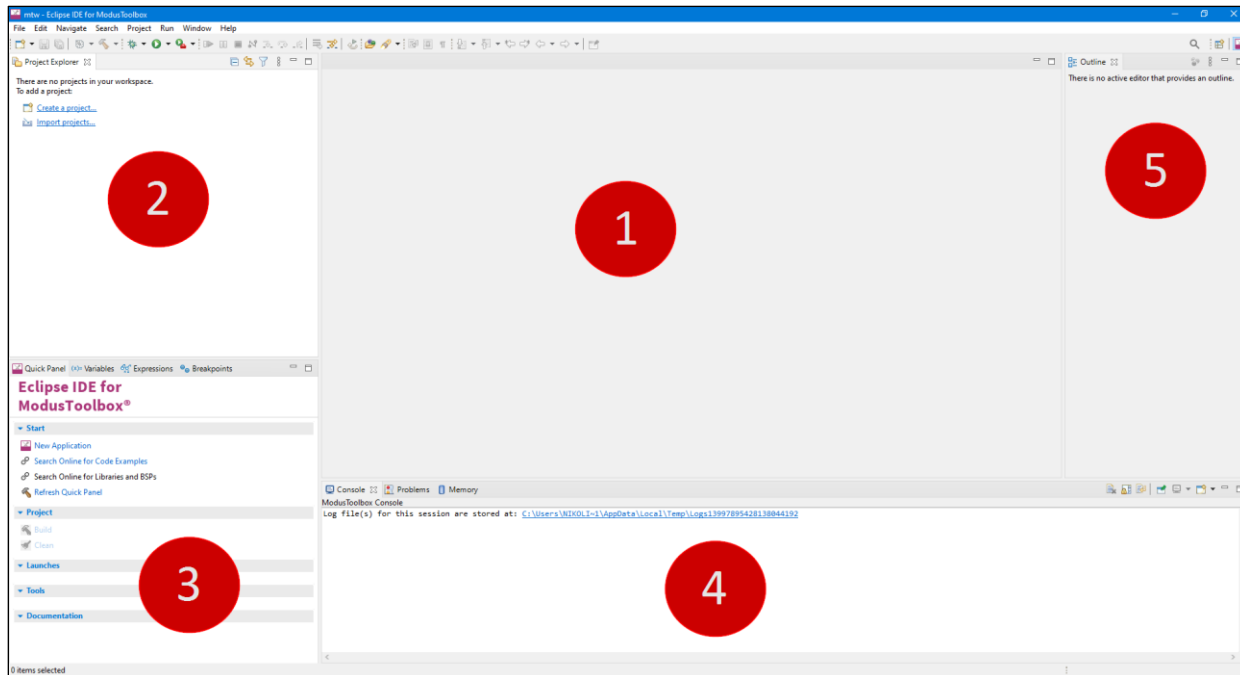 mtw - Eclipse IDE for ModusToolbox
File Edit Navigate Search Project Run Window Help
Project Explorer
There are no projects in your workspace.
To add a project:
Create a project...
Import projects...
2
1
Outline
There is no active editor that provides an outline.
5
Quick Panel (x)= Variables Expressions Breakpoints
Eclipse IDE for
ModusToolbox®
Start
New Application
Search Online for Code Examples
Search Online for Libraries and BSPs
Refresh Quick Panel
Project
Build
Clean
Launches
Tools
Documentation
3
Console Problems Memory
ModusToolbox Console
Log file(s) for this session are stored at: C:\Users\NIKOLI~1\AppData\Local\Temp\Logs13997895428138044192
4
0 items selected